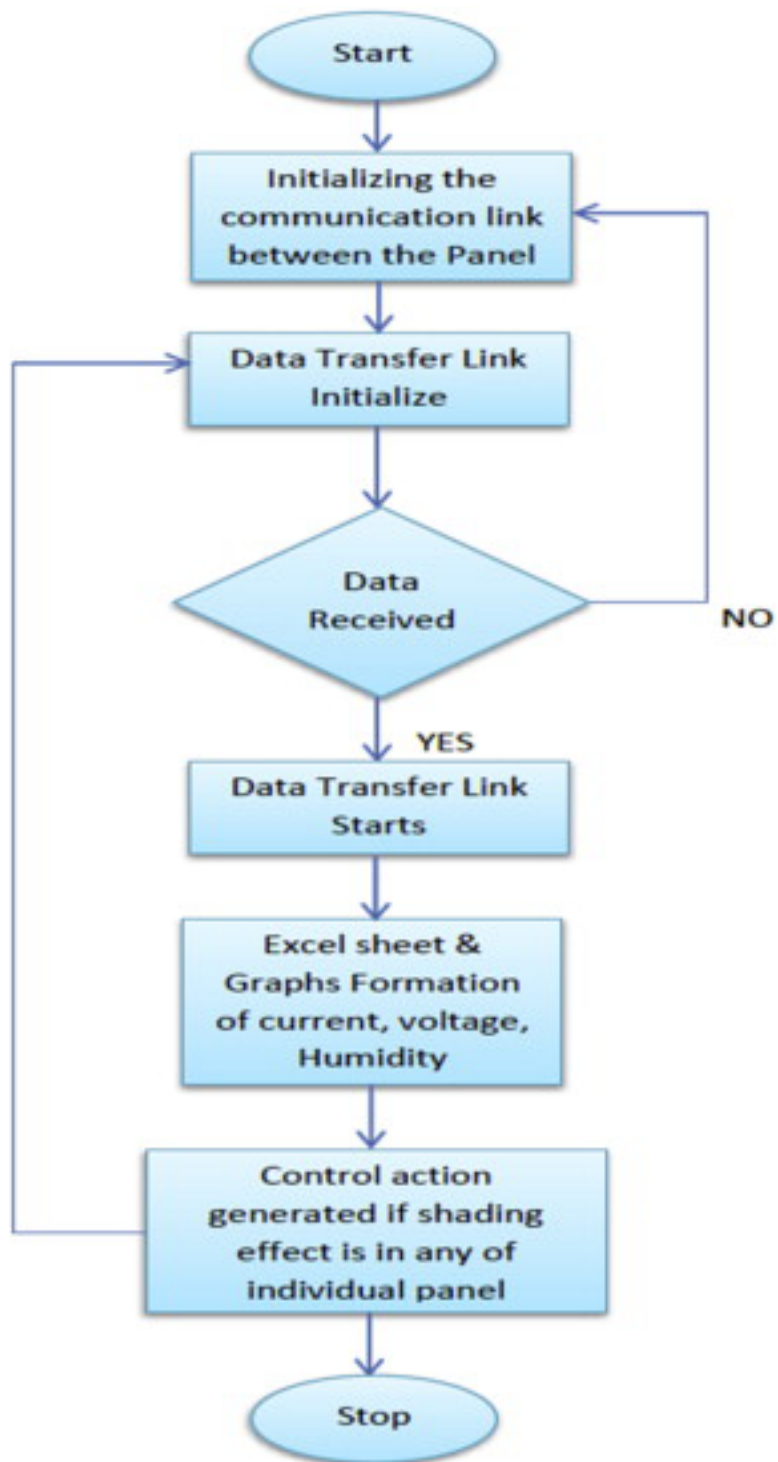 Start
Initializing the
communication link
between the Panel
Data Transfer Link
Initialize
Data
Received
NO
YES
Data Transfer Link
Starts
Excel sheet &
Graphs Formation
of current, voltage,
Humidity
Control action
generated if shading
effect is in any of
individual panel
Stop